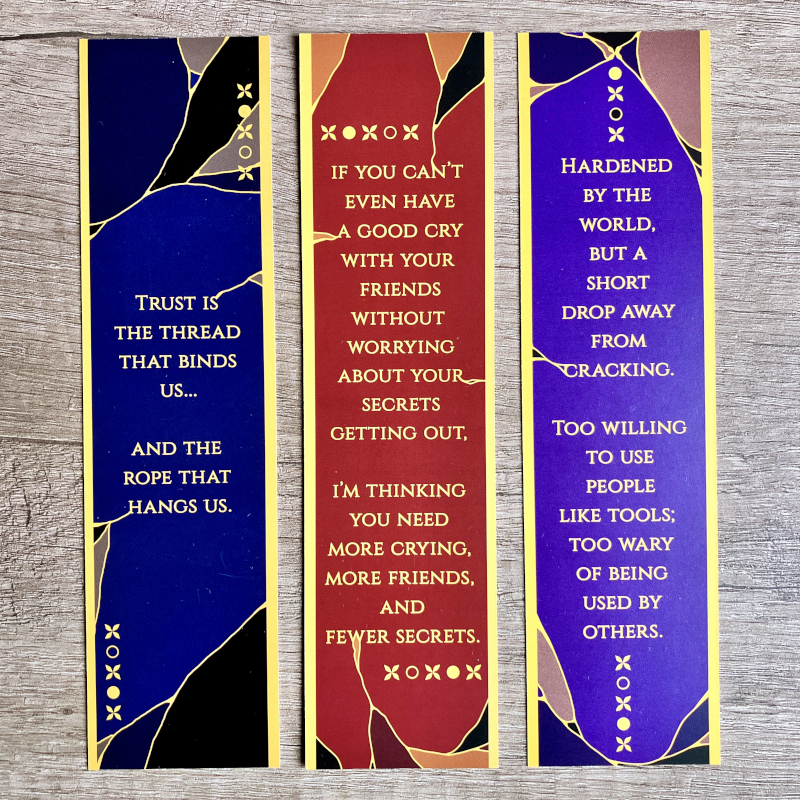 Trust is
the thread
that binds
us...
and the
rope that
hangs us.
If you can't
even have
a good cry
with your
friends
without
worrying
about your
secrets
getting out,
I'm thinking
you need
more crying,
more friends,
and
fewer secrets.
Hardened
by the
world,
but a
short
drop away
from
cracking.
Too willing
to use
people
like tools;
too wary
of being
used by
others.